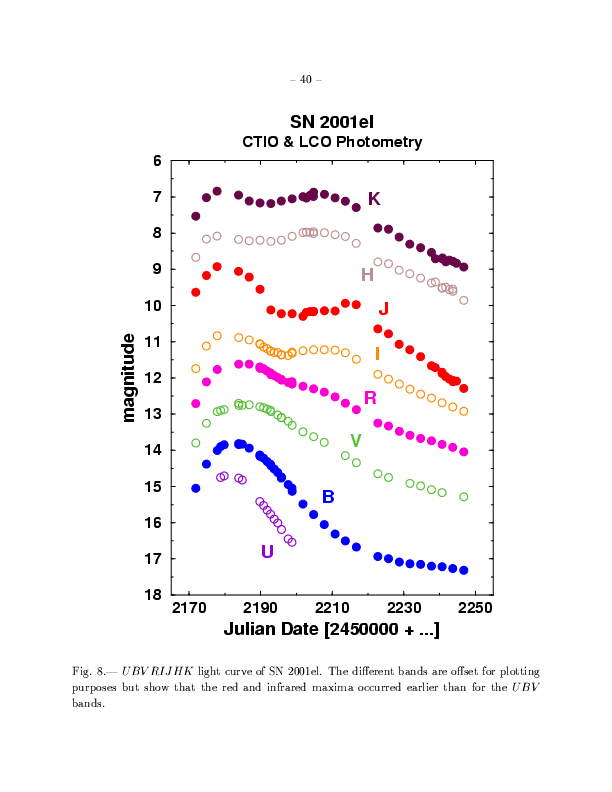 – 40 –
SN 2001el
CTIO & LCO Photometry
6
7
8
9
10
11
12
13
14
15
16
17
18
magnitude
K
H
J
I
R
V
B
U
2170 2190 2210 2230 2250
Julian Date [2450000 + ...]
Fig. 8.— UBVRIJHK light curve of SN 2001el. The different bands are offset for plotting
purposes but show that the red and infrared maxima occurred earlier than for the UBV
bands.